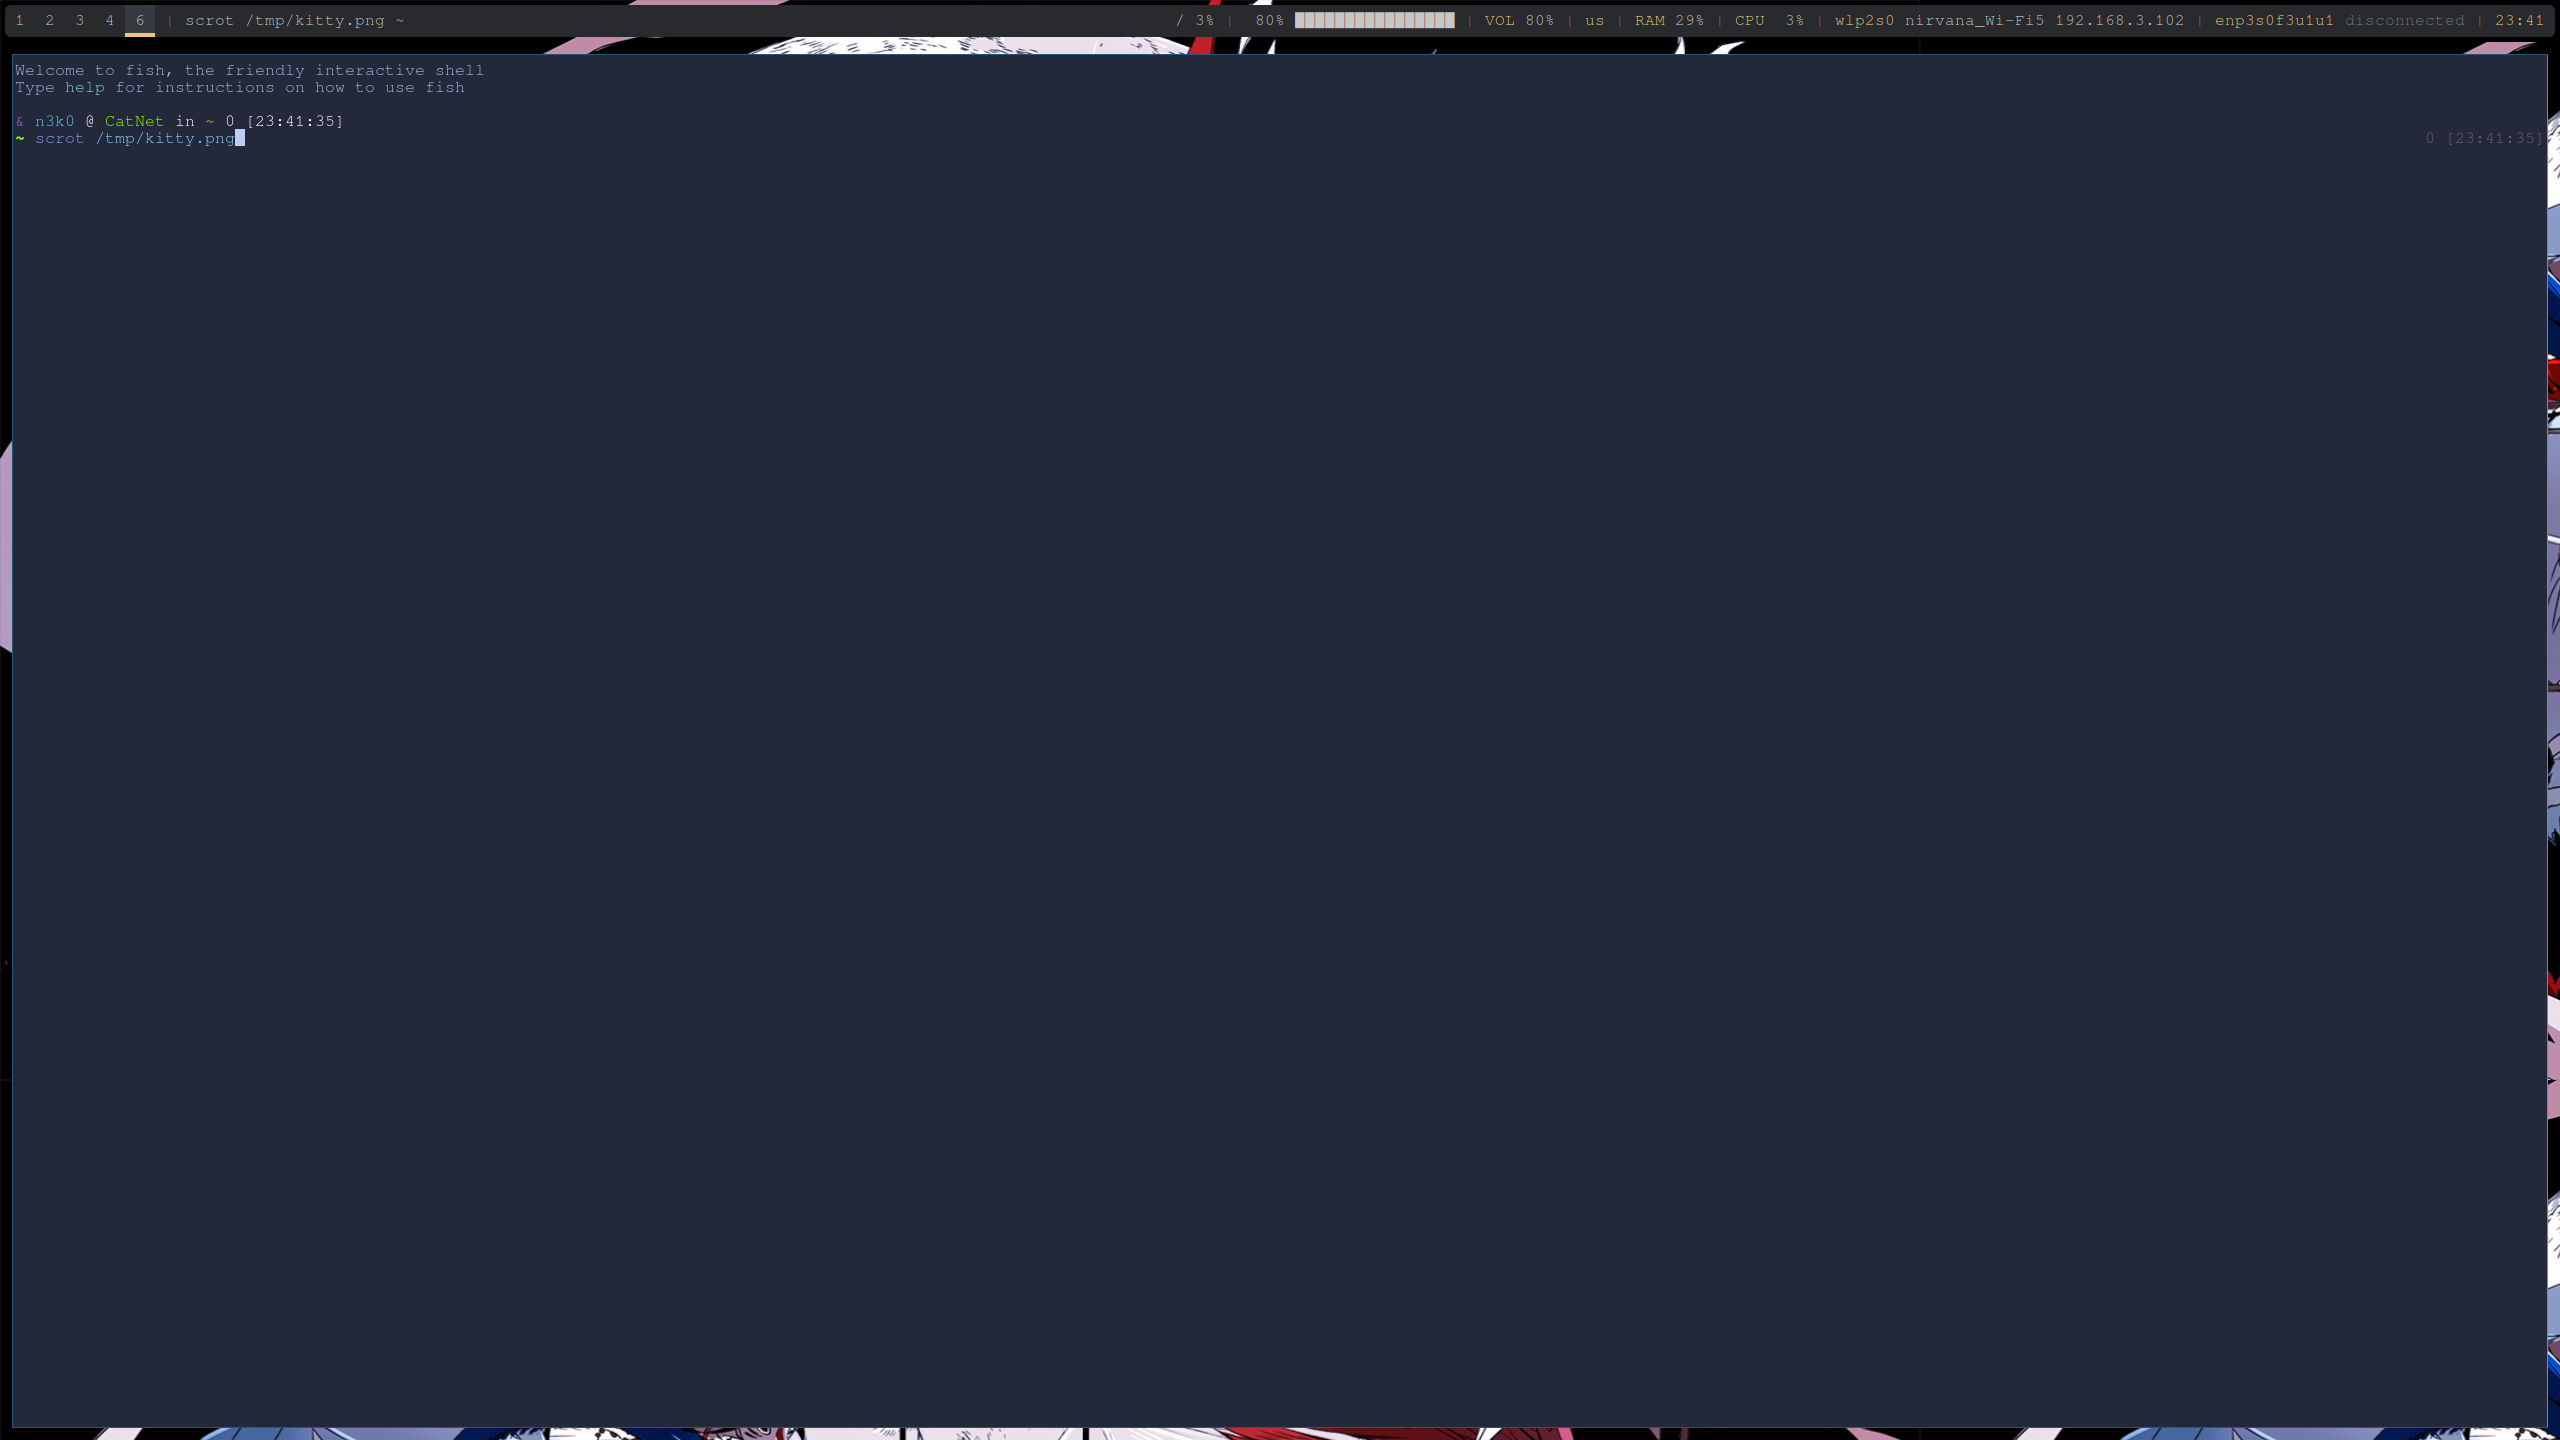 1 2 3 4 6 | scrot /tmp/kitty.png ~ / 3% | 80% | VOL 80% | us | RAM 29% | CPU 3% | wlp2s0 nirvana_Wi-Fi5 192.168.3.102 | enp3s0f3u1u1 disconnected | 23:41
Welcome to fish, the friendly interactive shell
Type help for instructions on how to use fish
& n3k0 @ CatNet in ~ 0 [23:41:35]
~ scrot /tmp/kitty.png 0 [23:41:35]